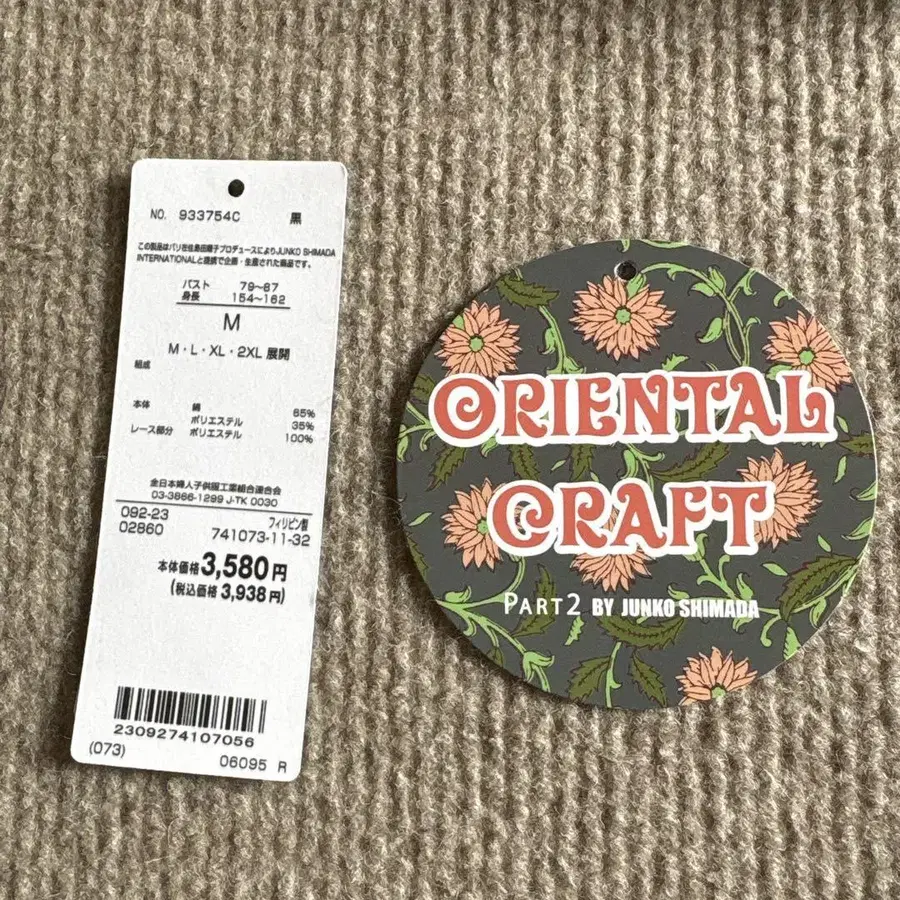 NO. 933754C 黒
この製品はパリ在住島田順子プロデュースによりJUNKO SHIMADA
INTERNATIONALと提携で企画・生産された商品です。
バスト 79~87
身長 154~162
M
M・L・XL・2XL 展開
組成
本体 綿 65%
ポリエステル 35%
レース部分 ポリエステル 100%
全日本婦人子供服工業組合連合会
03-3866-1299 J-TK 0030
092-23 フィリピン製
02860 741073-11-32
本体価格 3,580 円
(税込価格 3,938 円)
2309274107056
(073) 06095 R
ORIENTAL
CRAFT
PART2 BY JUNKO SHIMADA